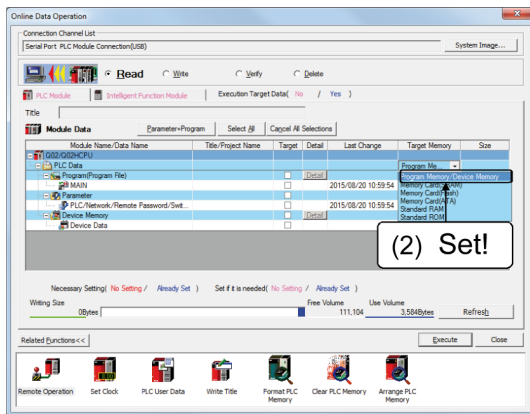 Online Data Operation
Connection Channel List
Serial Port PLC Module Connection(USB)
System Image...
Read Write Verify Delete
PLC Module Intelligent Function Module Execution Target Data( No / Yes )
Title
Module Data Parameter+Program Select All Cancel All Selections
Module Name/Data Name Title/Project Name Target Detail Last Change Target Memory Size
Q02/Q02HCPU
PLC Data Program Me...
Program(Program File) Detail Program Memory/Device Memory
MAIN 2015/08/20 10:59:54
Parameter Memory Card(Flash)
PLC/Network/Remote Password/Swit... 2015/08/20 10:59:54 Memory Card(ATA)
Standard RAM
Device Memory Detail Standard ROM
Device Data
(2) Set!
Necessary Setting( No Setting / Already Set ) Set if it is needed( No Setting / Already Set )
Writing Size Free Volume Use Volume
0Bytes 111,104 3,584Bytes Refresh
Related Functions<< Execute Close
Remote Operation Set Clock PLC User Data Write Title Format PLC Memory Clear PLC Memory Arrange PLC Memory